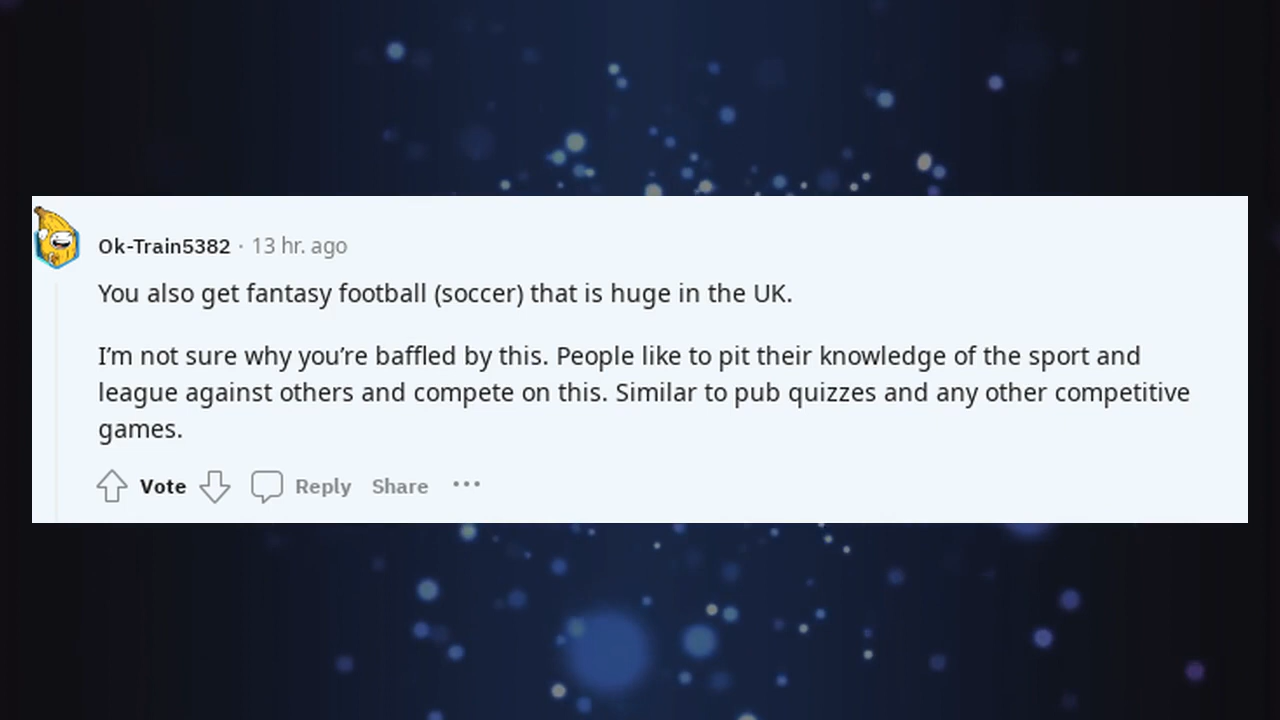 Ok-Train5382 · 13 hr. ago
You also get fantasy football (soccer) that is huge in the UK.
I’m not sure why you’re baffled by this. People like to pit their knowledge of the sport and
league against others and compete on this. Similar to pub quizzes and any other competitive
games.
Vote Reply Share ···